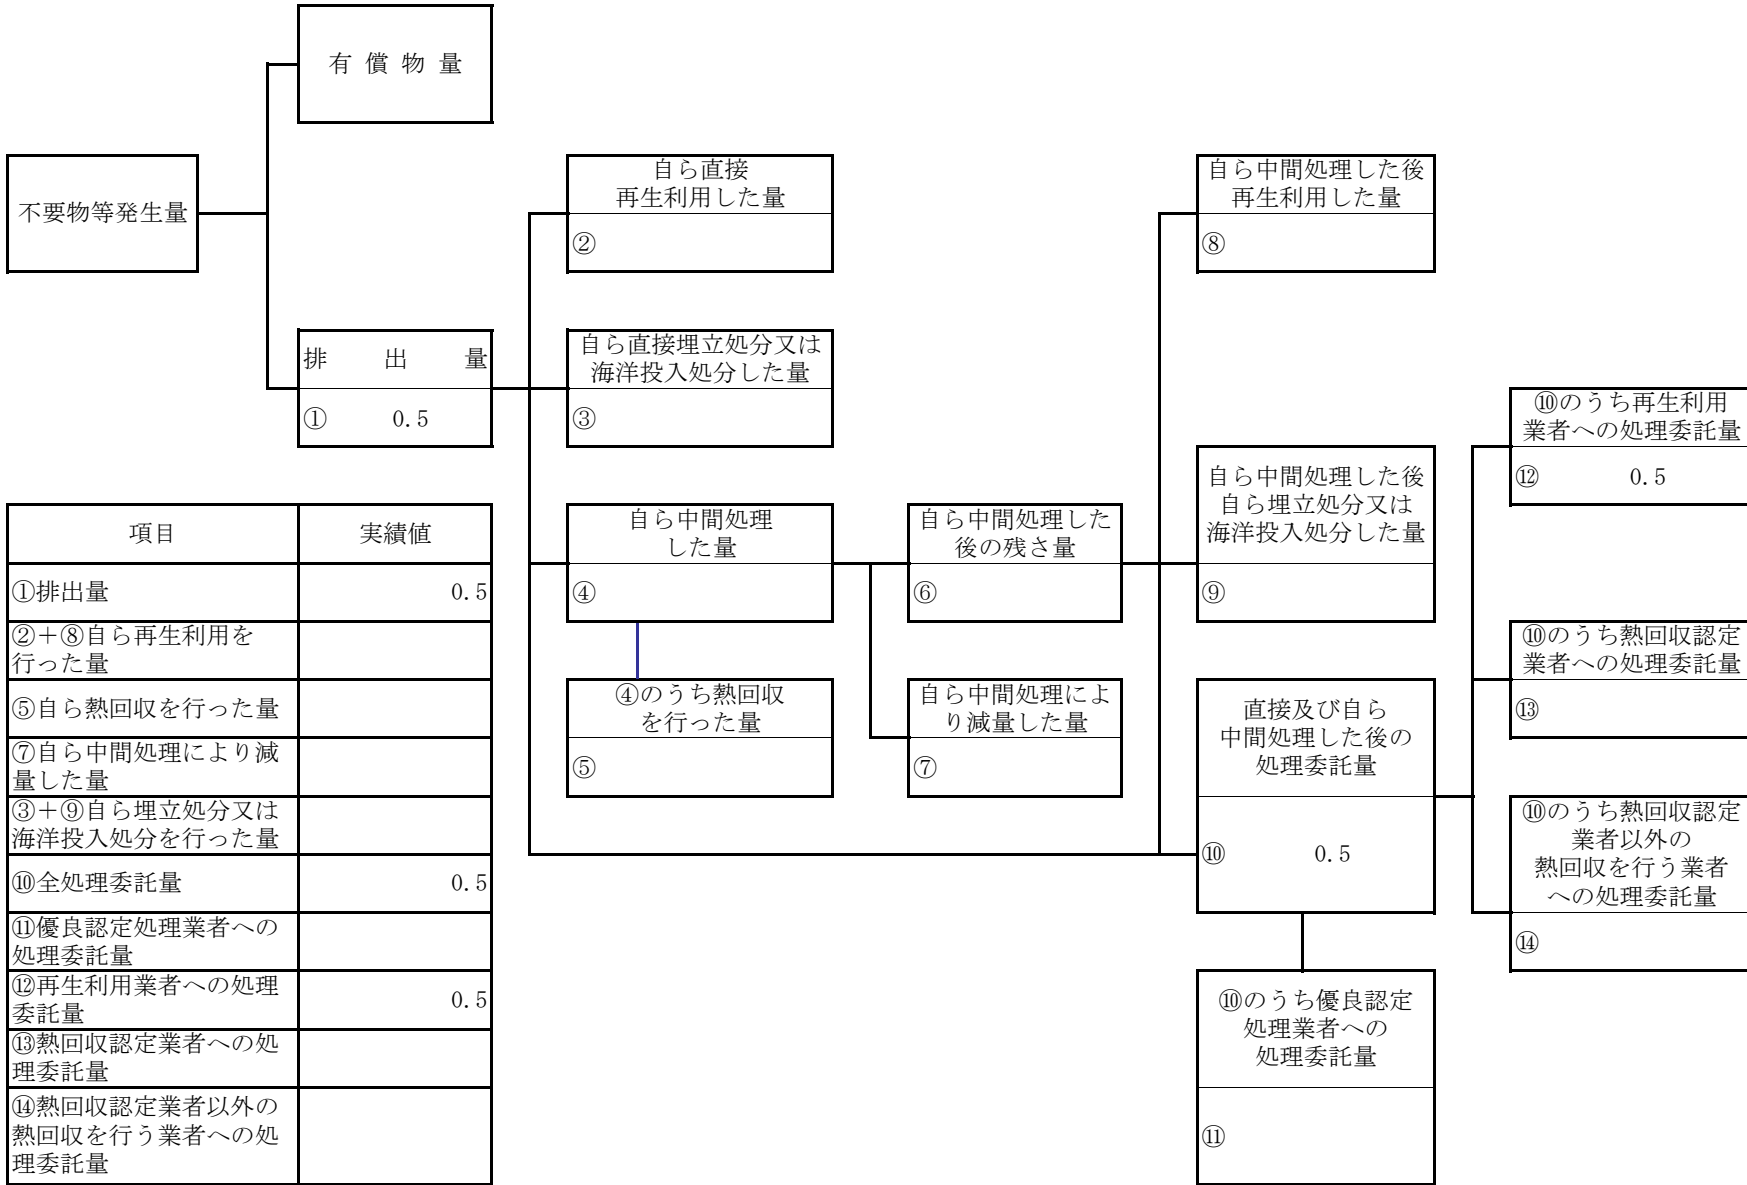 有 償 物 量
不要物等発生量
自ら直接
再生利用した量
②
自ら中間処理した後
再生利用した量
⑧
排 出 量
① 0.5
自ら直接埋立処分又は
海洋投入処分した量
③
⑩のうち再生利用
業者への処理委託量
⑫ 0.5
自ら中間処理した後
自ら埋立処分又は
海洋投入処分した量
⑨
自ら中間処理
した量
④
自ら中間処理した
後の残さ量
⑥
⑩のうち熱回収認定
業者への処理委託量
⑬
④のうち熱回収
を行った量
⑤
自ら中間処理によ
り減量した量
⑦
直接及び自ら
中間処理した後の
処理委託量
⑩ 0.5
⑩のうち熱回収認定
業者以外の
熱回収を行う業者
への処理委託量
⑭
⑩のうち優良認定
処理業者への
処理委託量
⑪
項目 実績値
①排出量 0.5
②＋⑧自ら再生利用を
行った量
⑤自ら熱回収を行った量
⑦自ら中間処理により減
量した量
③＋⑨自ら埋立処分又は
海洋投入処分を行った量
⑩全処理委託量 0.5
⑪優良認定処理業者への
処理委託量
⑫再生利用業者への処理
委託量 0.5
⑬熱回収認定業者への処
理委託量
⑭熱回収認定業者以外の
熱回収を行う業者への処
理委託量